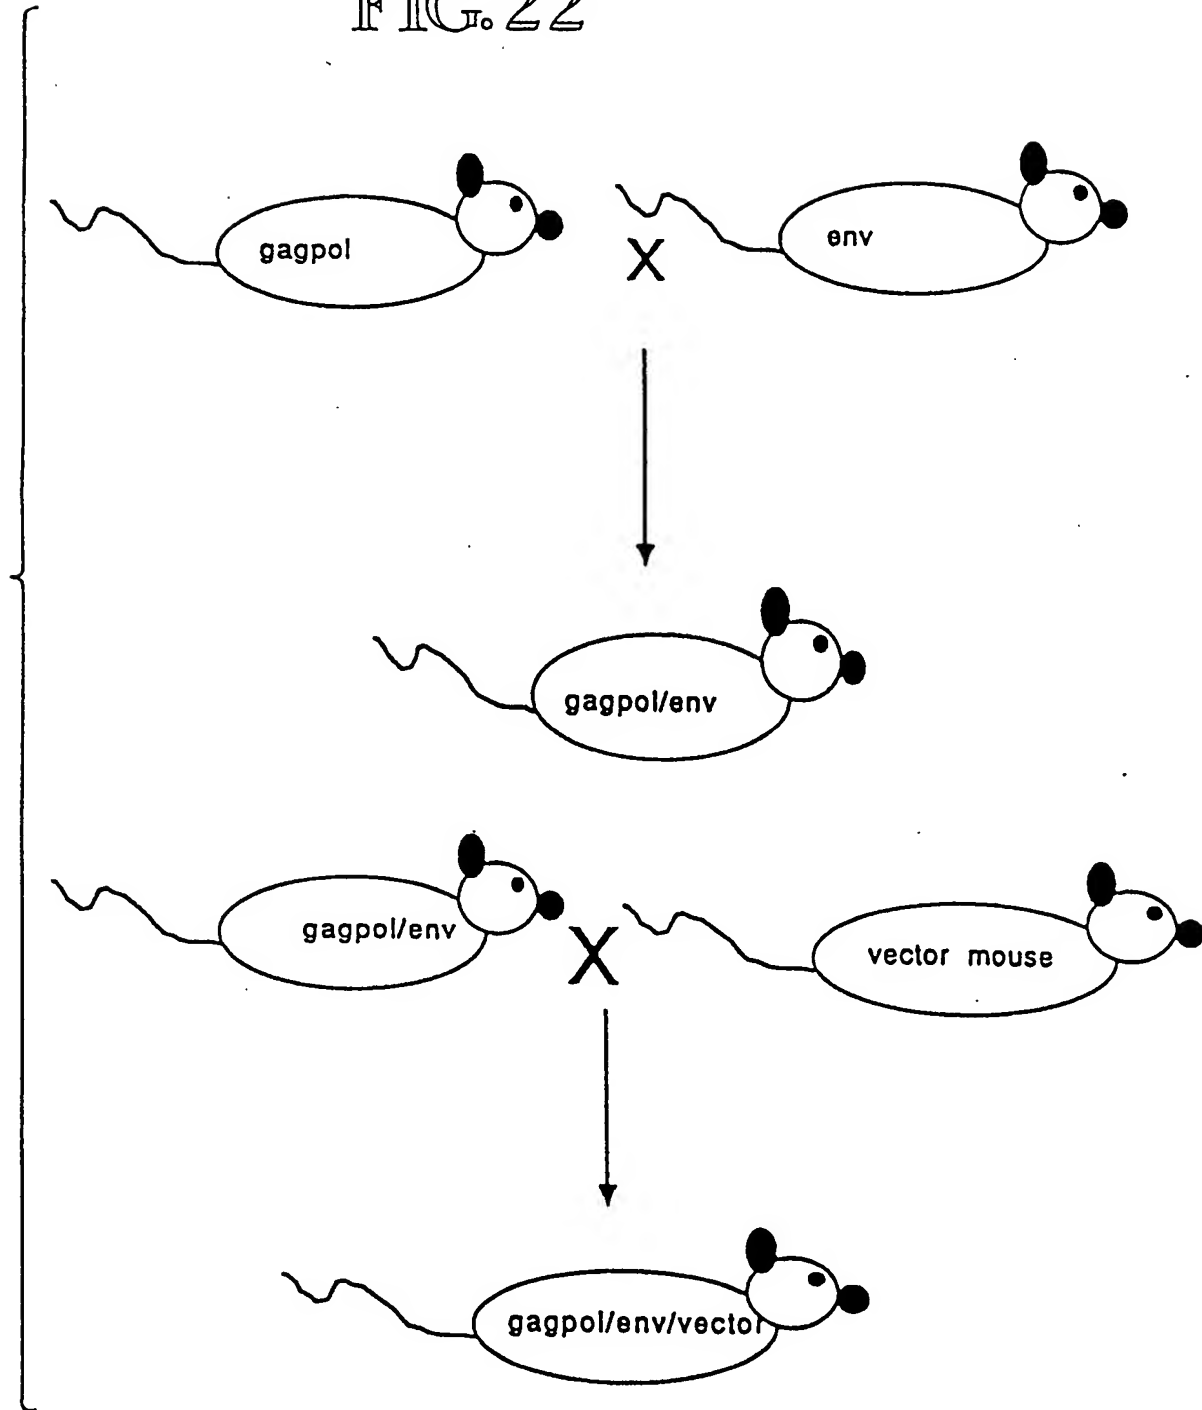 FIG. 22
gagpol
X
env
gagpol/env
gagpol/env
X
vector mouse
gagpol/env/vector